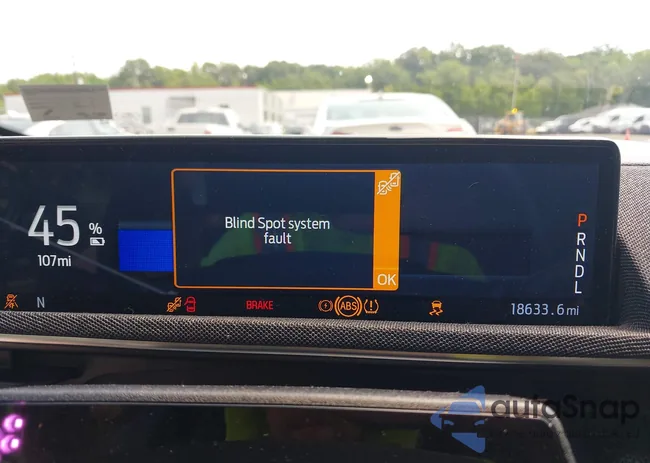 45 %
107mi
Blind Spot system
fault
OK
P
R
N
D
L
N
BRAKE
ABS
18633.6 mi
autoSnap